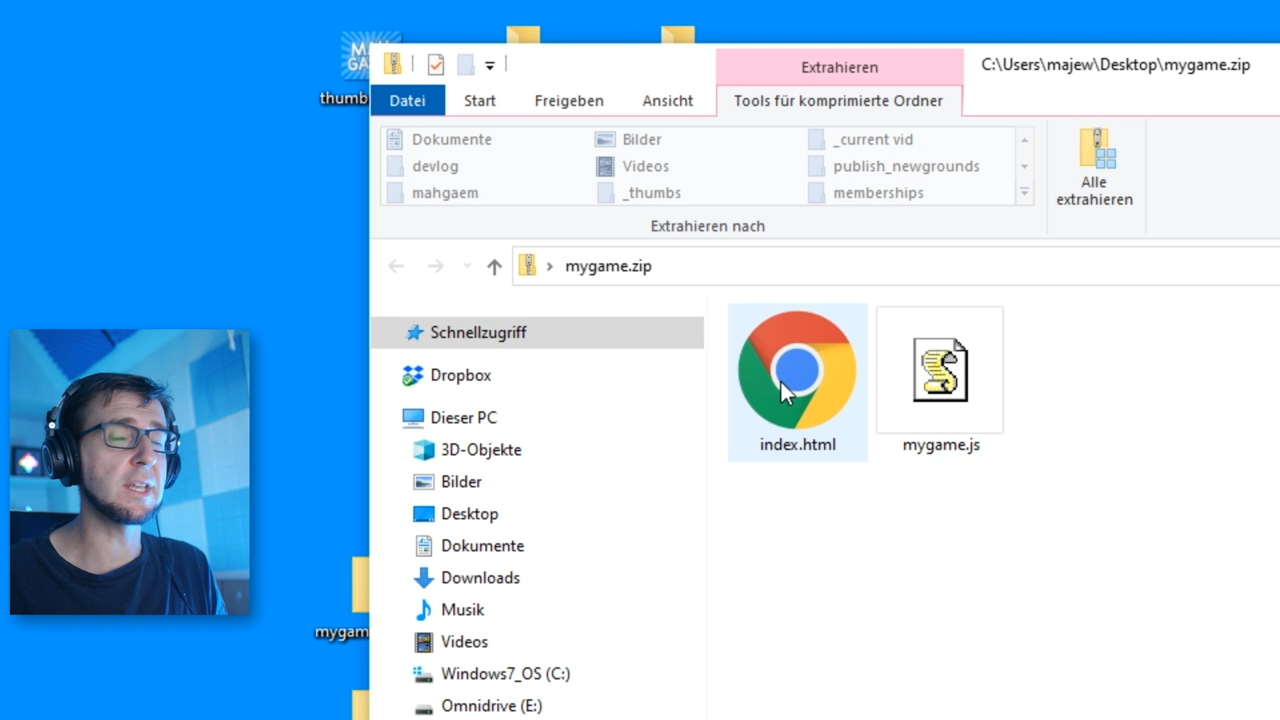 thumb
Extrahieren
C:\Users\majew\Desktop\mygame.zip
Datei Start Freigeben Ansicht Tools für komprimierte Ordner
Dokumente Bilder _current vid
devlog Videos publish_newgrounds
mahgaem _thumbs memberships
Alle
extrahieren
Extrahieren nach
mygame.zip
Schnellzugriff
Dropbox
Dieser PC
3D-Objekte
Bilder
Desktop
Dokumente
Downloads
Musik
Videos
Windows7_OS (C:)
Omnidrive (E:)
index.html mygame.js
mygam